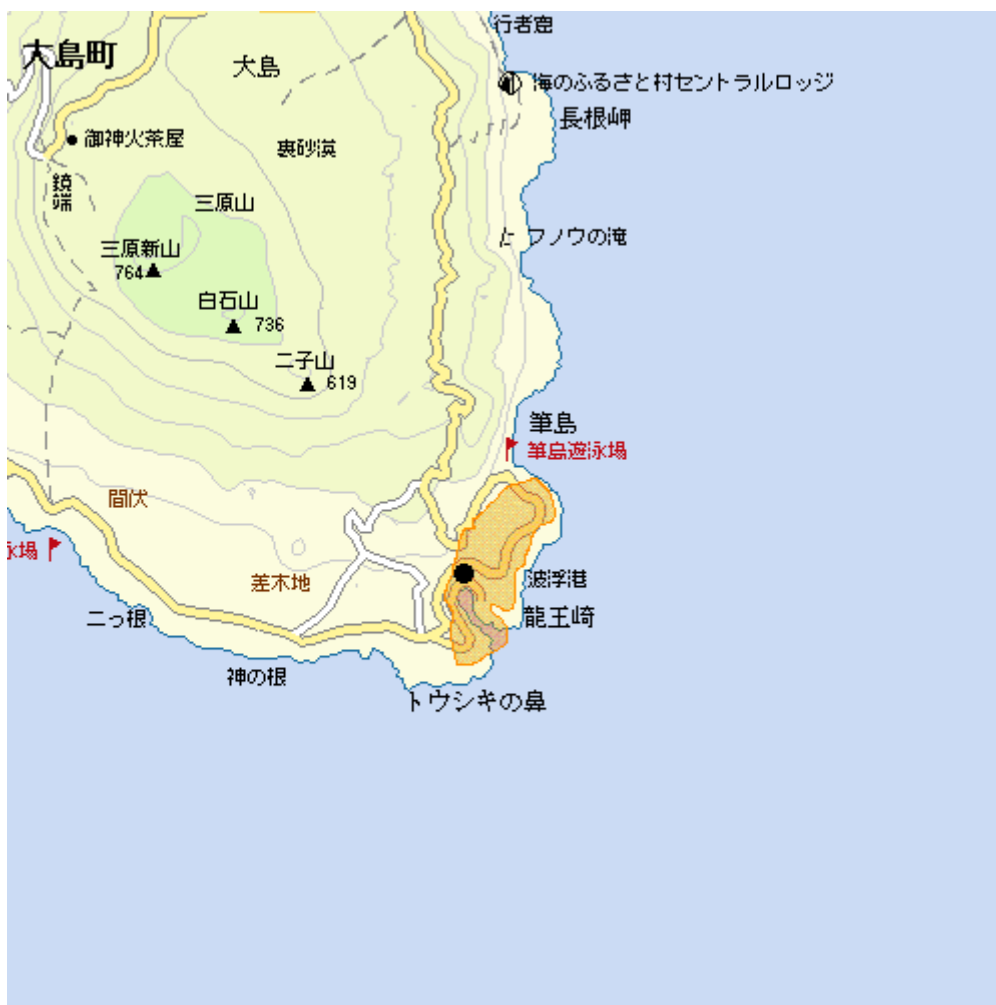 行者窟
大島町
大島
海のふるさと村セントラルロッジ
長根岬
御神火茶屋
裏砂漠
鏡端
三原山
フノウの滝
三原新山
764
白石山
736
二子山
619
筆島
筆島遊泳場
間伏
泳場
差木地
波浮港
二っ根
龍王崎
神の根
トウシキの鼻